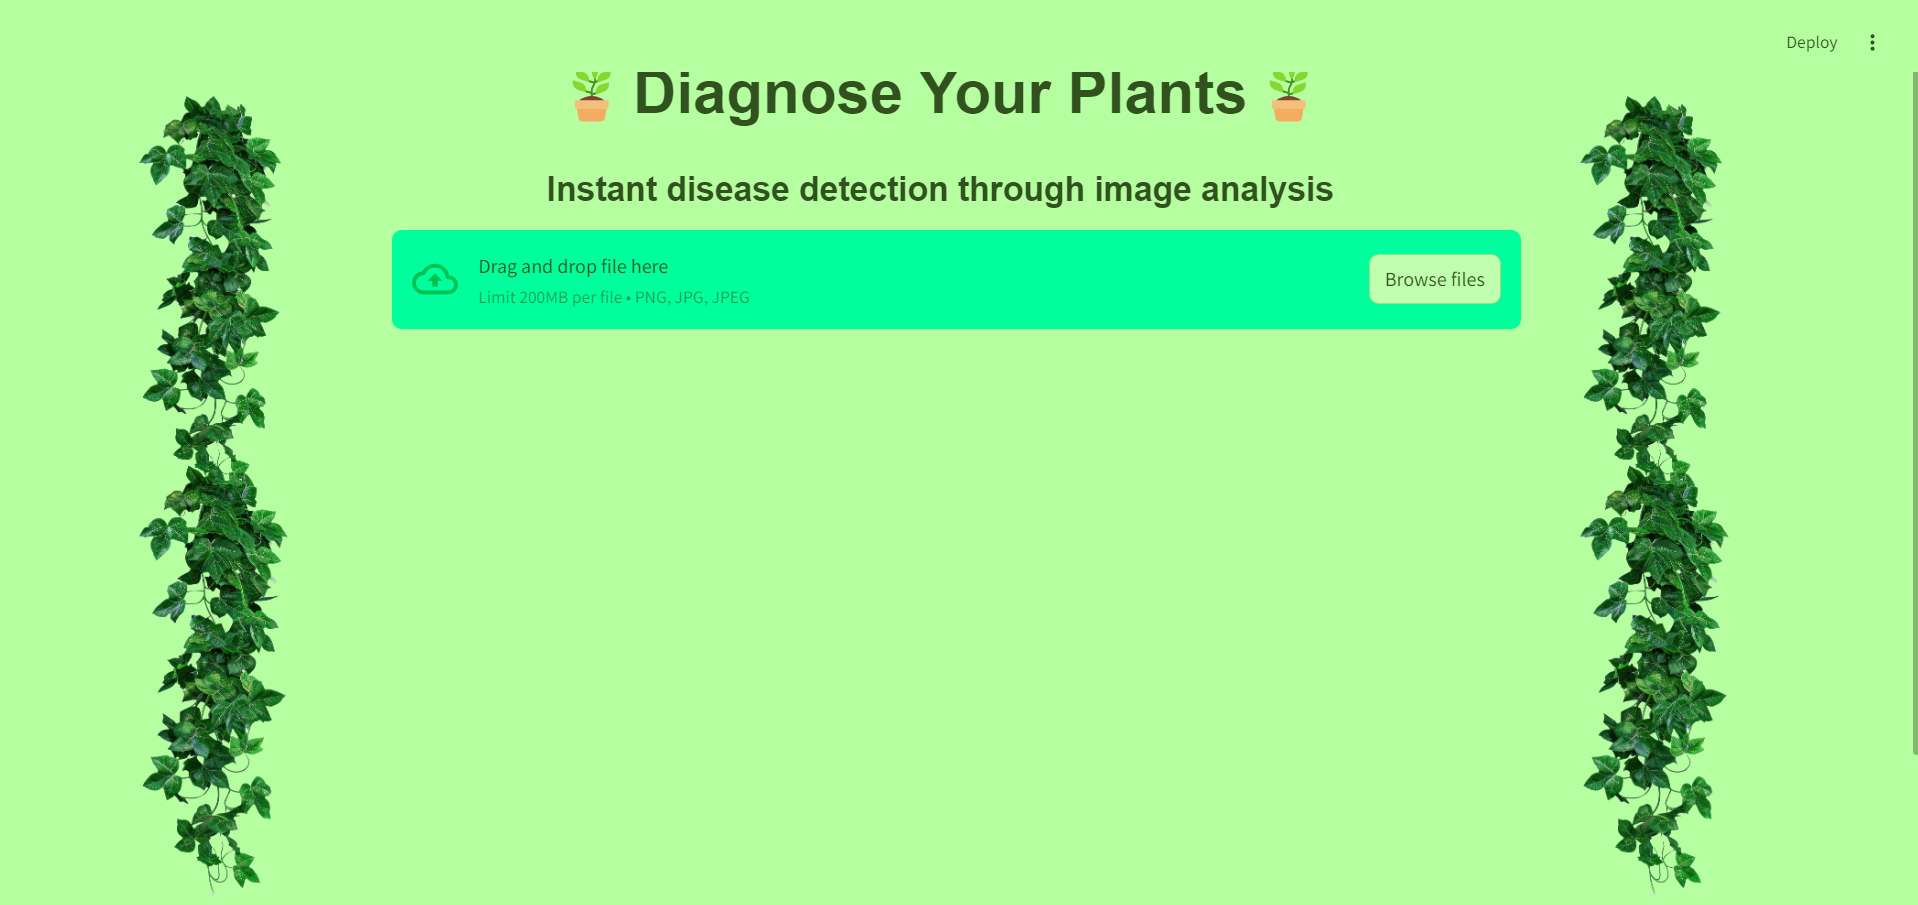 Deploy
Diagnose Your Plants
Instant disease detection through image analysis
Drag and drop file here
Limit 200MB per file • PNG, JPG, JPEG
Browse files